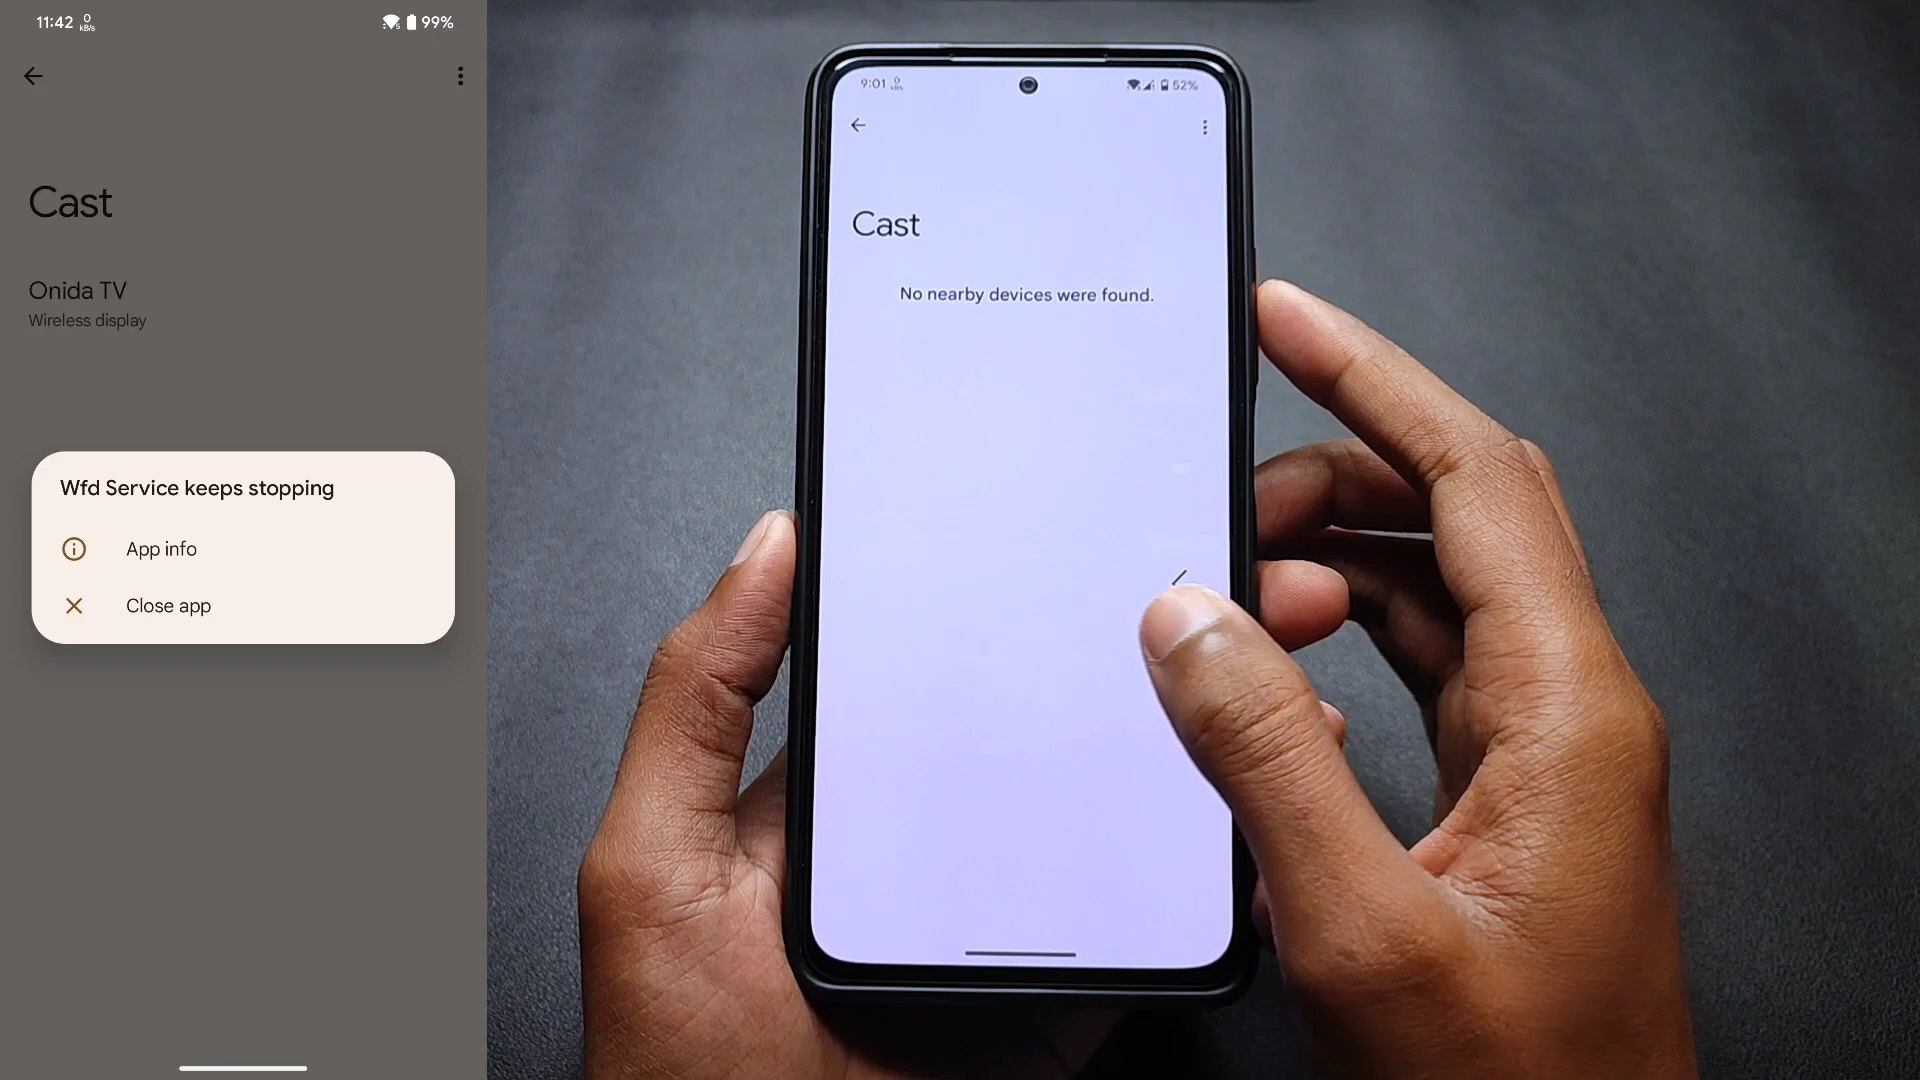 11:42 0 kB/s 99%
Cast
Onida TV
Wireless display
Wfd Service keeps stopping
App info
Close app
9:01 0 kB/s 52%
Cast
No nearby devices were found.